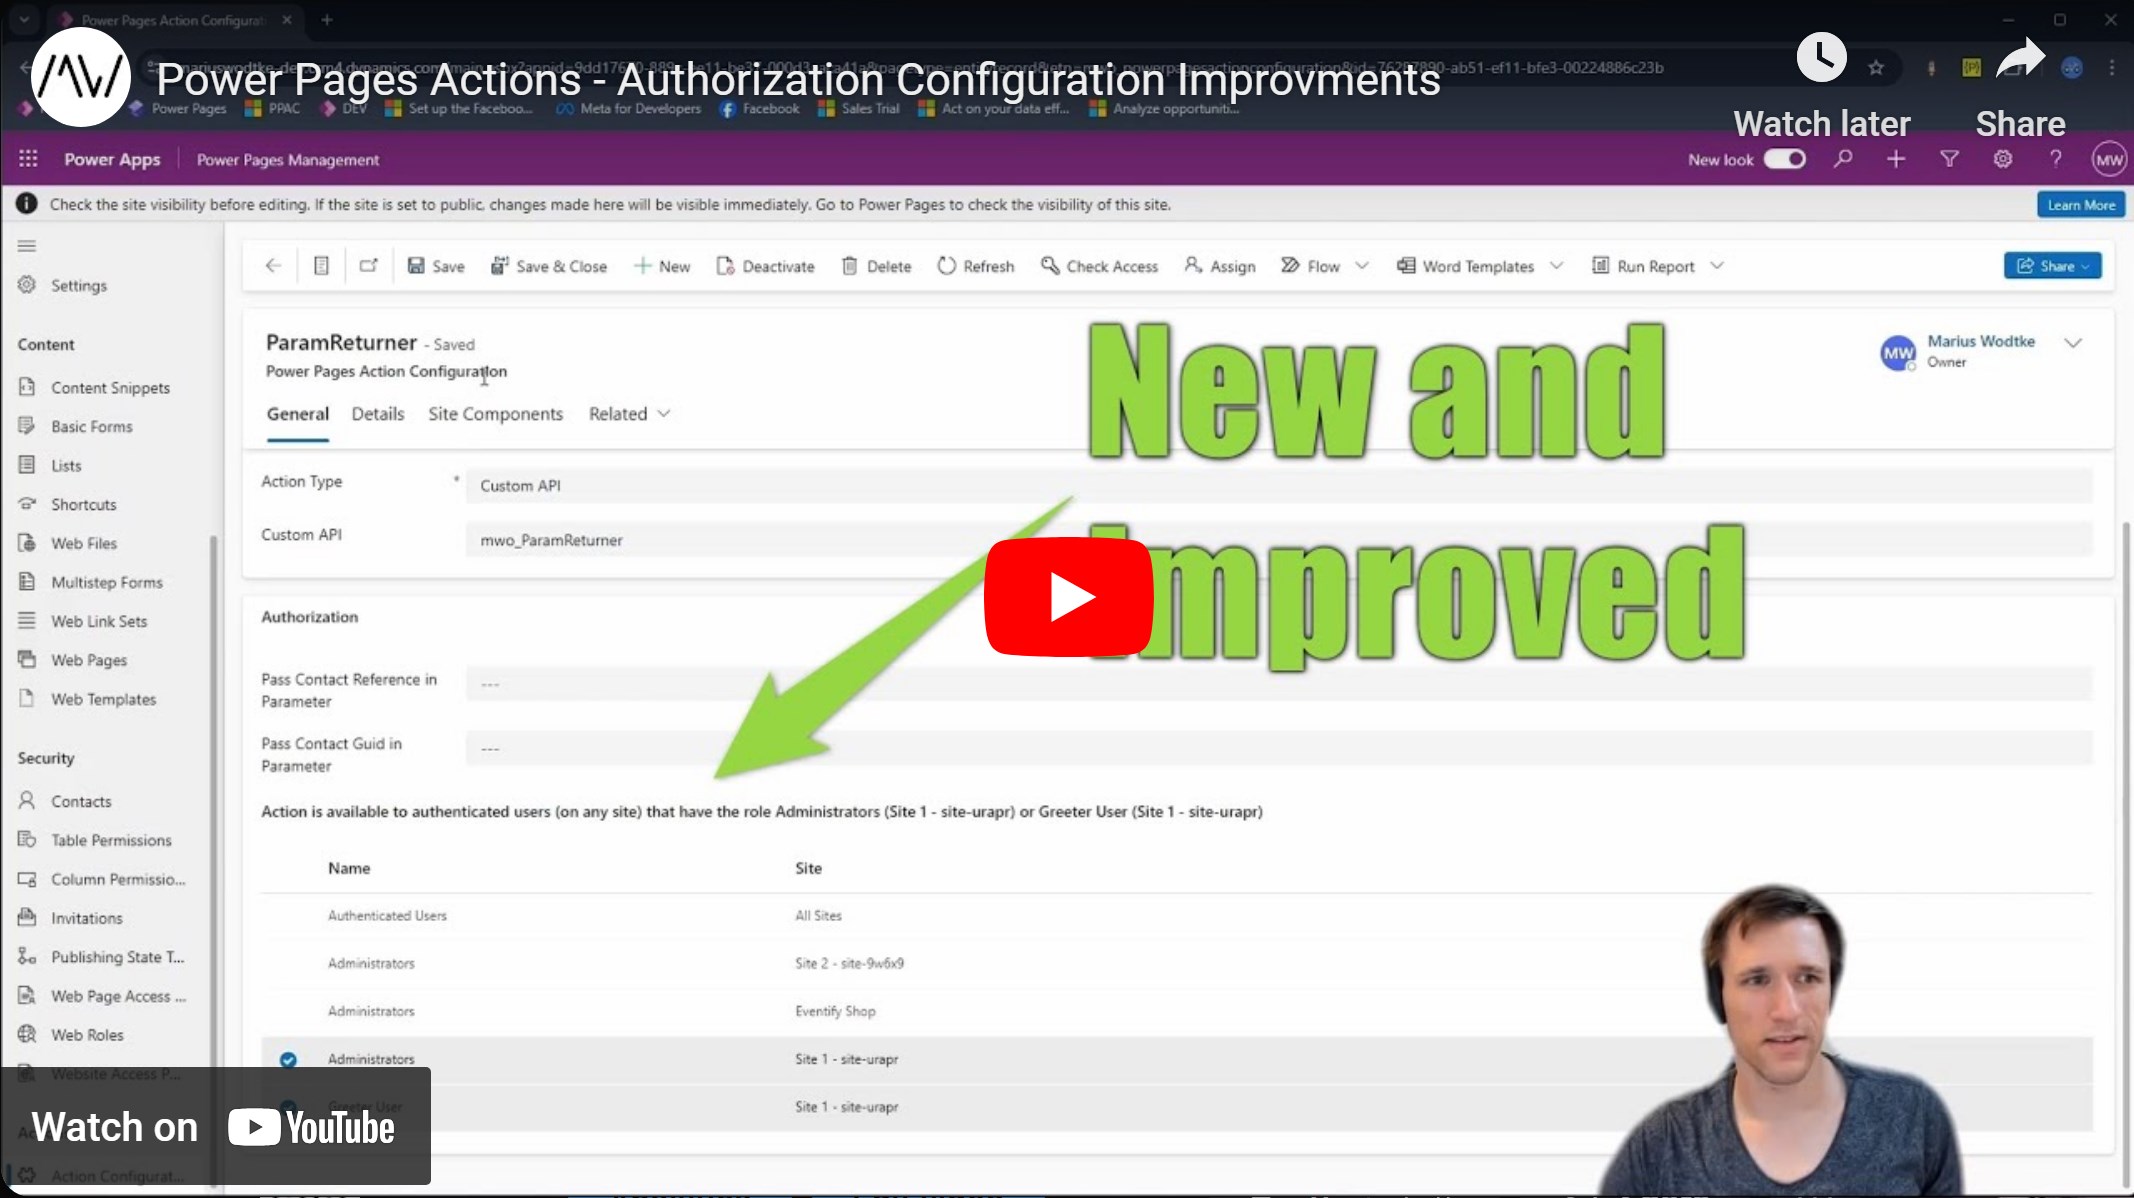 Power Pages Action Configurat
Power Pages Actions - Authorization Configuration Improvments
Watch later
Share
Power Pages
PPAC
DEV
Set up the Faceboo...
Meta for Developers
Facebook
Sales Trial
Act on your data eff...
Analyze opportuniti...
Power Apps
Power Pages Management
New look
MW
Check the site visibility before editing. If the site is set to public, changes made here will be visible immediately. Go to Power Pages to check the visibility of this site.
Learn More
Settings
Content
Content Snippets
Basic Forms
Lists
Shortcuts
Web Files
Multistep Forms
Web Link Sets
Web Pages
Web Templates
Security
Contacts
Table Permissions
Column Permissio...
Invitations
Publishing State T...
Web Page Access ...
Web Roles
Website Access P...
Action Configurat...
Save
Save & Close
New
Deactivate
Delete
Refresh
Check Access
Assign
Flow
Word Templates
Run Report
Share
ParamReturner - Saved
Power Pages Action Configuration
General
Details
Site Components
Related
MW
Marius Wodtke
Owner
New and
Improved
Action Type
*
Custom API
Custom API
mwo_ParamReturner
Authorization
Pass Contact Reference in
Parameter
---
Pass Contact Guid in
Parameter
---
Action is available to authenticated users (on any site) that have the role Administrators (Site 1 - site-urapr) or Greeter User (Site 1 - site-urapr)
Name
Site
Authenticated Users
All Sites
Administrators
Site 2 - site-9w6x9
Administrators
Eventify Shop
Administrators
Site 1 - site-urapr
Greeter User
Site 1 - site-urapr
Watch on YouTube